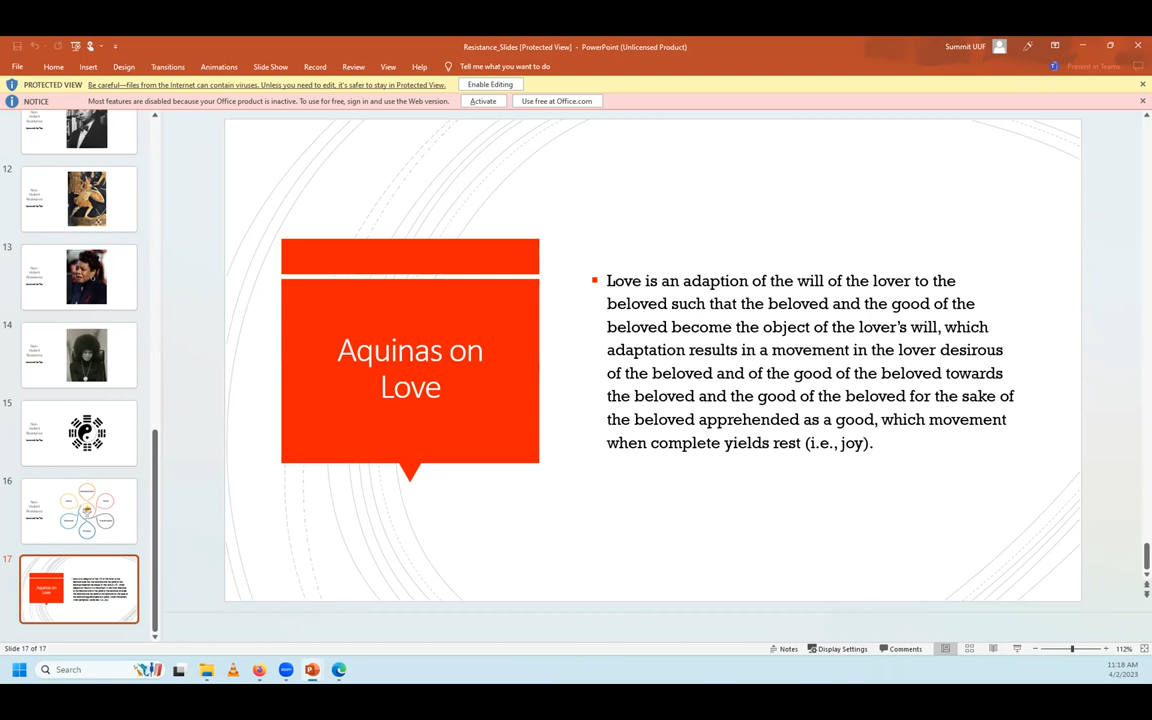 Resistance_Slides [Protected View] - PowerPoint (Unlicensed Product)
Summit UUF
File Home Insert Design Transitions Animations Slide Show Record Review View Help Tell me what you want to do
Present in Teams
PROTECTED VIEW Be careful—files from the Internet can contain viruses. Unless you need to edit, it's safer to stay in Protected View. Enable Editing
NOTICE Most features are disabled because your Office product is inactive. To use for free, sign in and use the Web version. Activate Use free at Office.com
12
13
14
15
16
17
Aquinas on
Love
Love is an adaption of the will of the lover to the
beloved such that the beloved and the good of the
beloved become the object of the lover's will, which
adaptation results in a movement in the lover desirous
of the beloved and of the good of the beloved towards
the beloved and the good of the beloved for the sake of
the beloved apprehended as a good, which movement
when complete yields rest (i.e., joy).
Aquinas on
Love
Slide 17 of 17
Notes Display Settings Comments 112%
Search
11:18 AM
4/2/2023